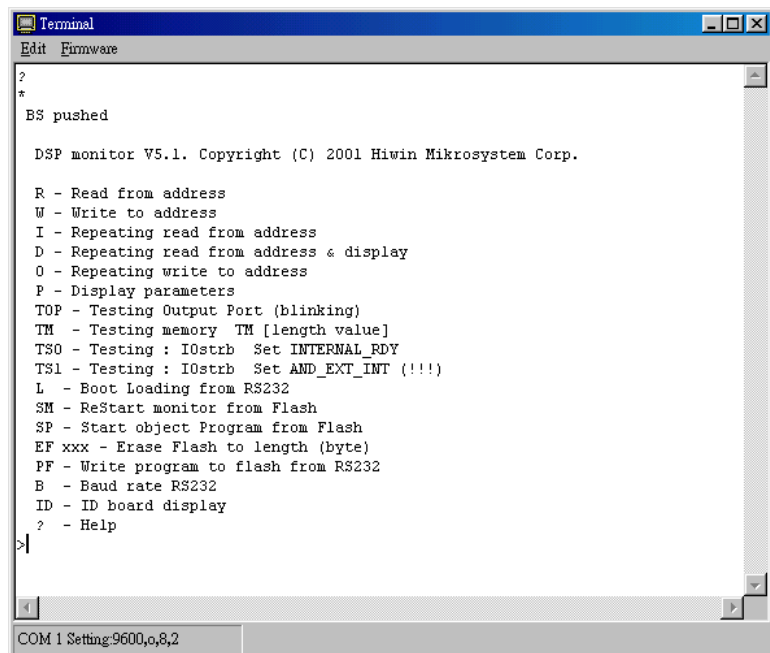 Terminal
Edit Firmware
?
*
BS pushed
DSP monitor V5.1. Copyright (C) 2001 Hiwin Mikrosystem Corp.
R - Read from address
W - Write to address
I - Repeating read from address
D - Repeating read from address & display
O - Repeating write to address
P - Display parameters
TOP - Testing Output Port (blinking)
TM - Testing memory TM [length value]
TS0 - Testing : IOstrb Set INTERNAL_RDY
TS1 - Testing : IOstrb Set AND_EXT_INT (!!!)
L - Boot Loading from RS232
SM - ReStart monitor from Flash
SP - Start object Program from Flash
EF xxx - Erase Flash to length (byte)
PF - Write program to flash from RS232
B - Baud rate RS232
ID - ID board display
? - Help
>
COM 1 Setting:9600,o,8,2